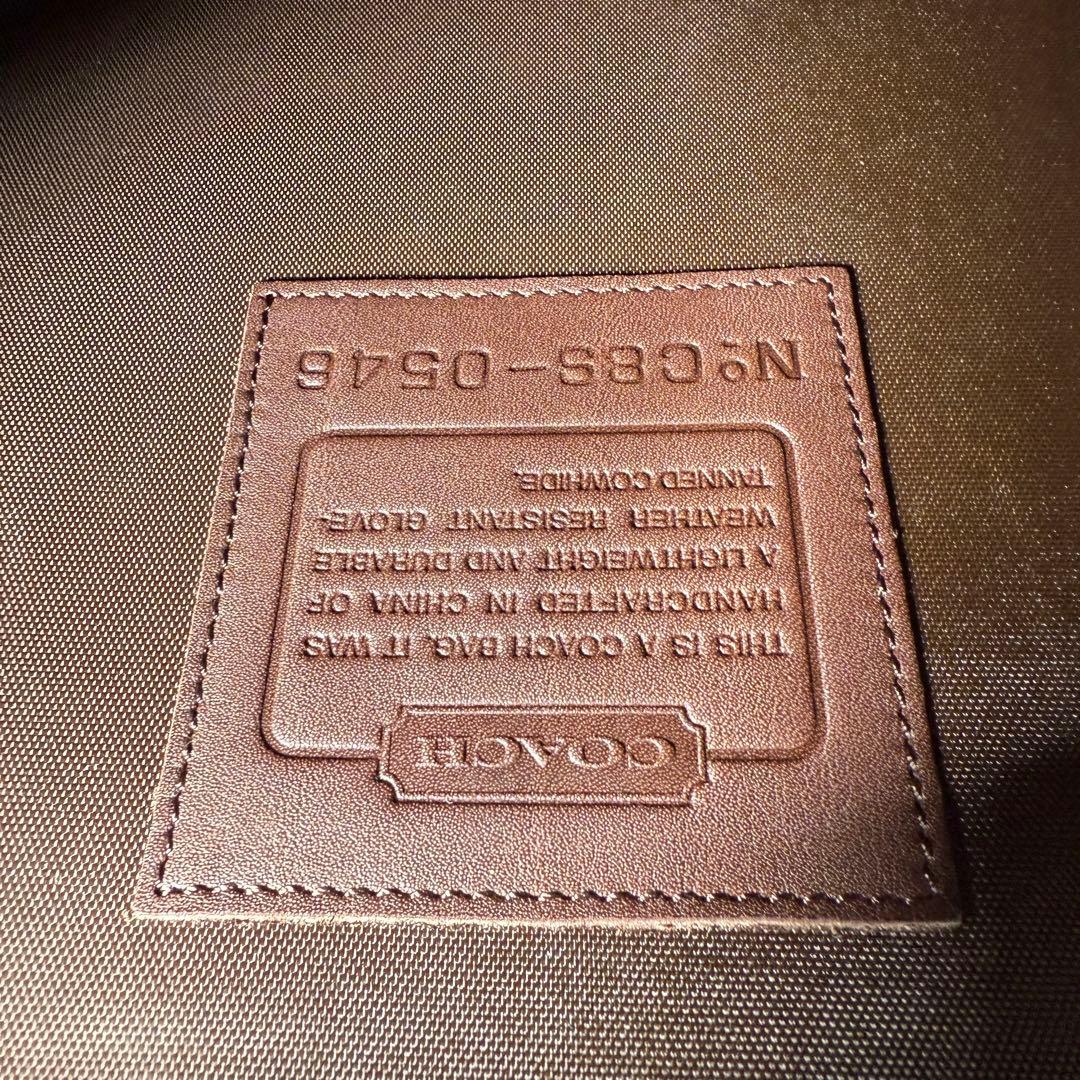 COACH
THIS IS A COACH BAG. IT WAS
HANDCRAFTED IN CHINA OF
A LIGHTWEIGHT AND DURABLE
WEATHER RESISTANT GLOVE-
TANNED COWHIDE.
Nº C8S-0546